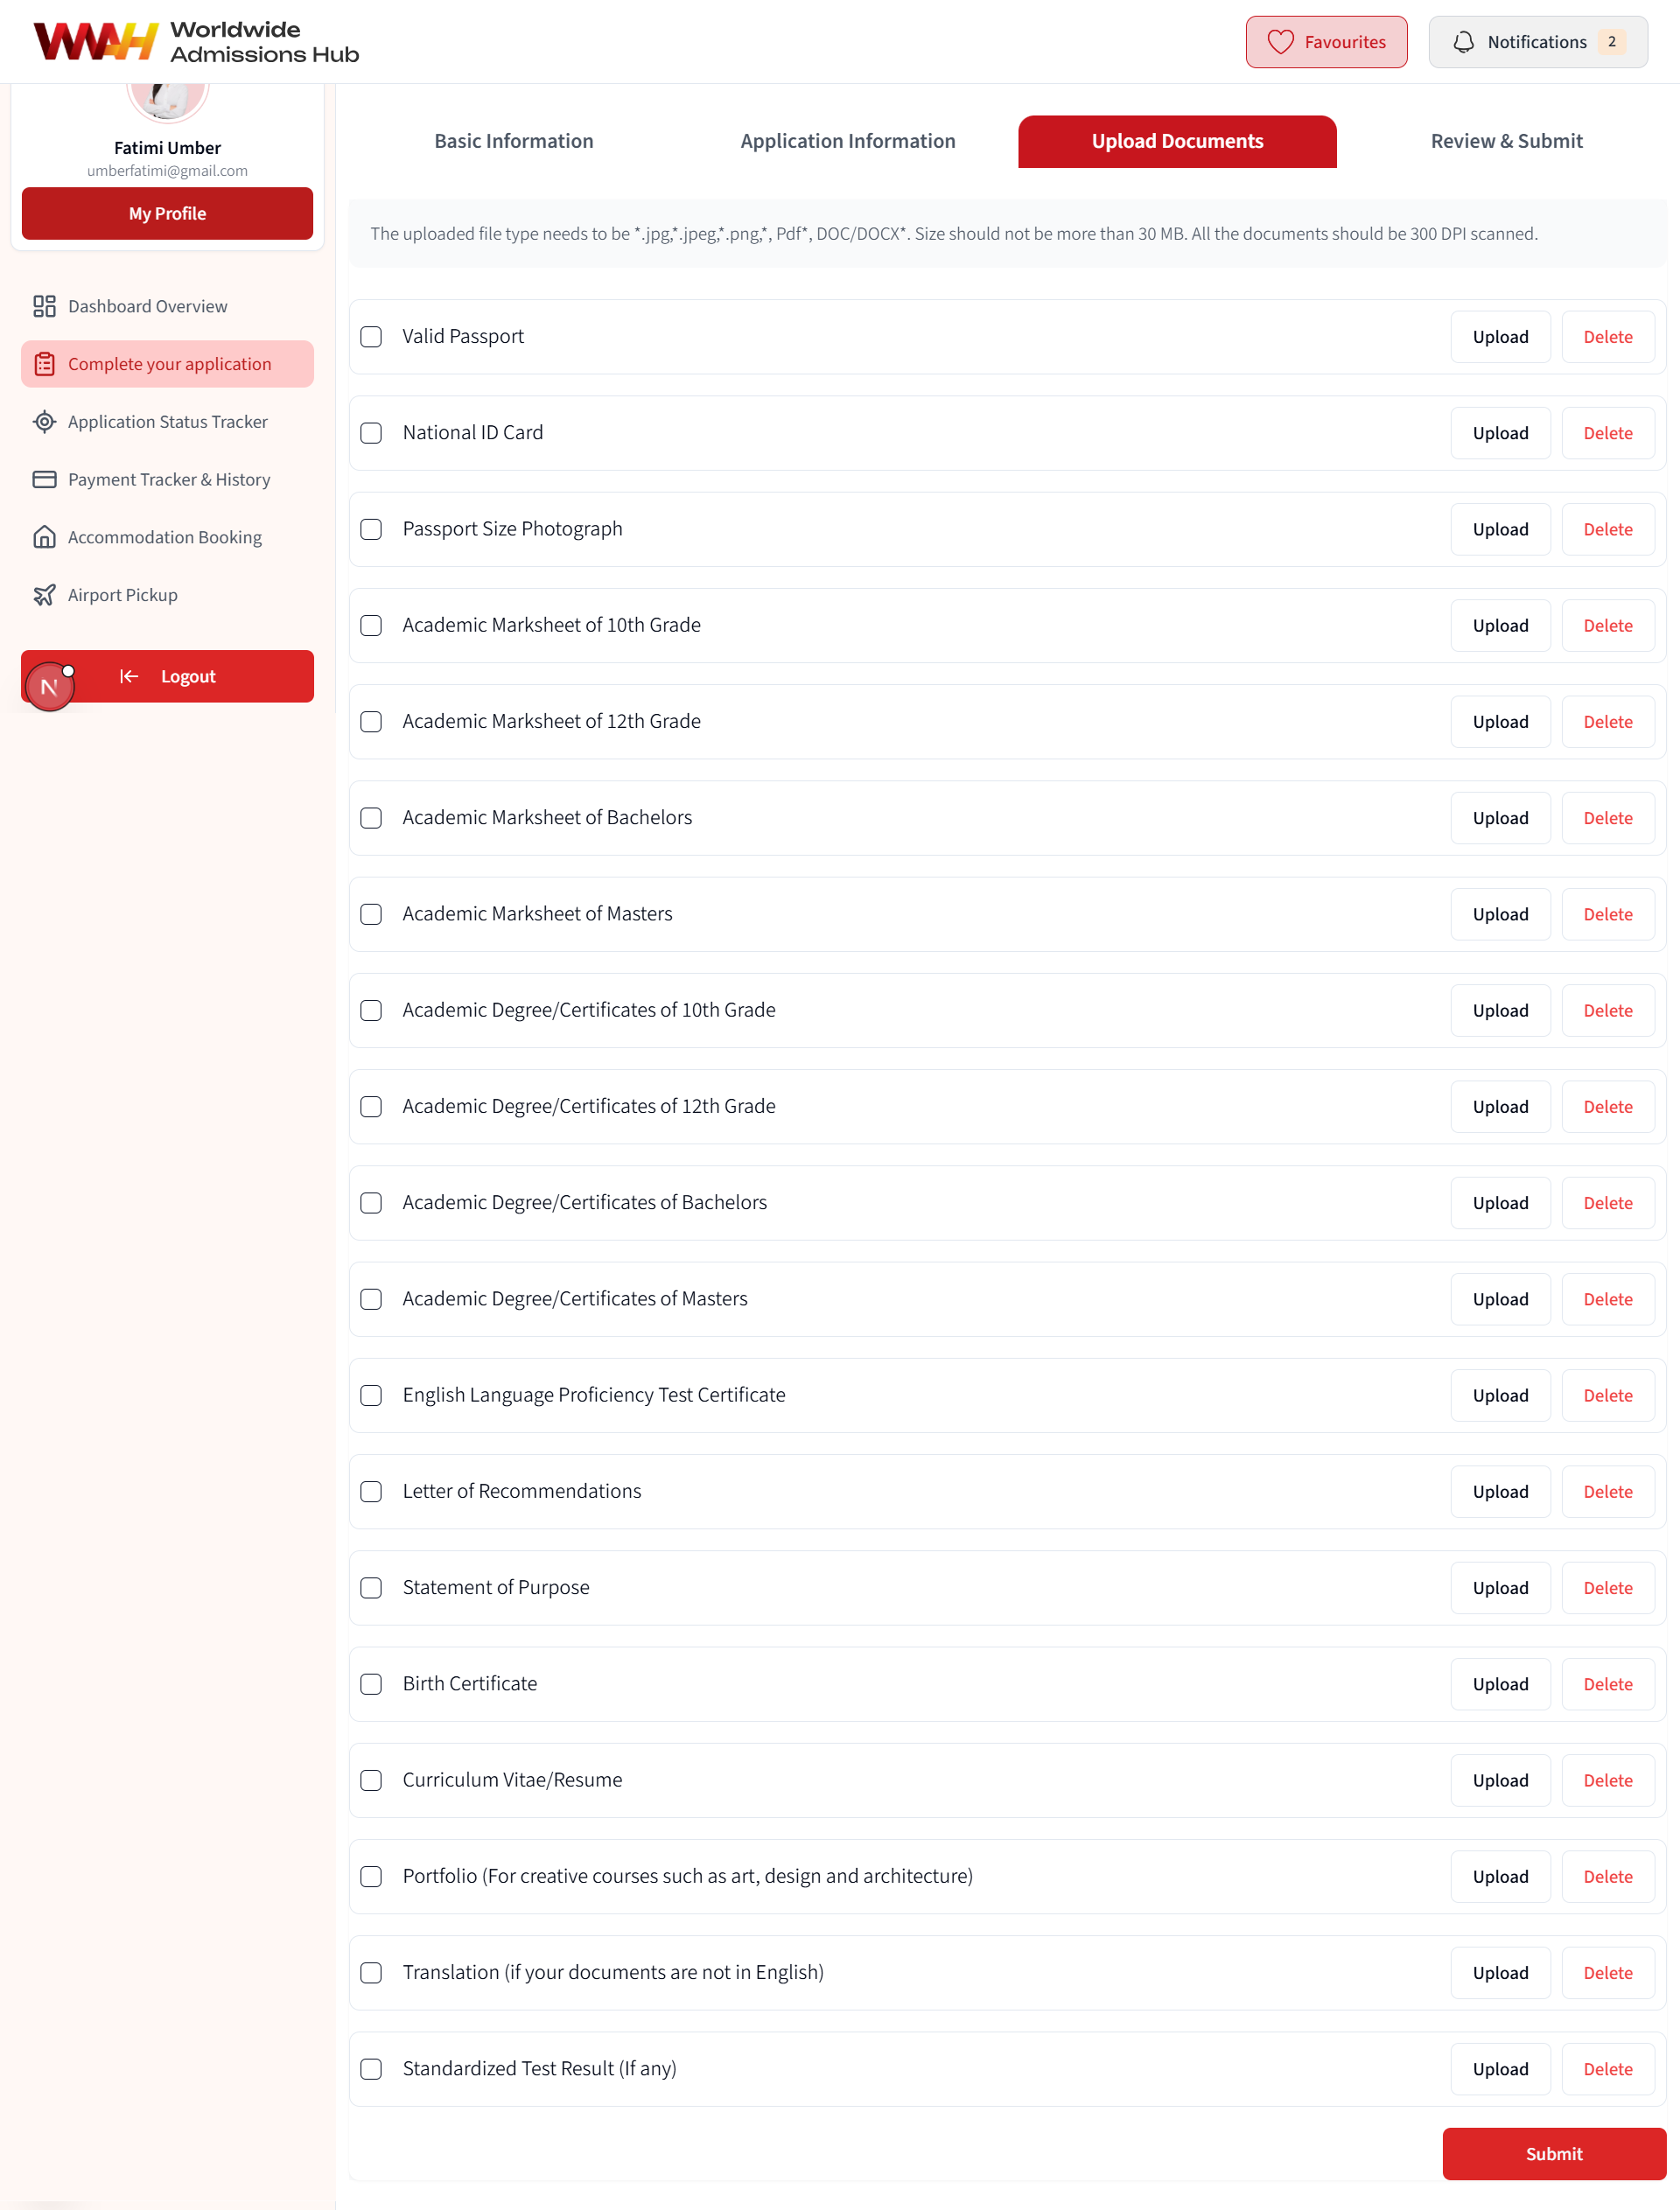 WAH Worldwide
Admissions Hub
Favourites
Notifications 2
Fatimi Umber
umberfatimi@gmail.com
My Profile
Dashboard Overview
Complete your application
Application Status Tracker
Payment Tracker & History
Accommodation Booking
Airport Pickup
N
Logout
Basic Information Application Information Upload Documents Review & Submit
The uploaded file type needs to be *.jpg,*.jpeg,*.png,*, Pdf*, DOC/DOCX*. Size should not be more than 30 MB. All the documents should be 300 DPI scanned.
Valid Passport Upload Delete
National ID Card Upload Delete
Passport Size Photograph Upload Delete
Academic Marksheet of 10th Grade Upload Delete
Academic Marksheet of 12th Grade Upload Delete
Academic Marksheet of Bachelors Upload Delete
Academic Marksheet of Masters Upload Delete
Academic Degree/Certificates of 10th Grade Upload Delete
Academic Degree/Certificates of 12th Grade Upload Delete
Academic Degree/Certificates of Bachelors Upload Delete
Academic Degree/Certificates of Masters Upload Delete
English Language Proficiency Test Certificate Upload Delete
Letter of Recommendations Upload Delete
Statement of Purpose Upload Delete
Birth Certificate Upload Delete
Curriculum Vitae/Resume Upload Delete
Portfolio (For creative courses such as art, design and architecture) Upload Delete
Translation (if your documents are not in English) Upload Delete
Standardized Test Result (If any) Upload Delete
Submit